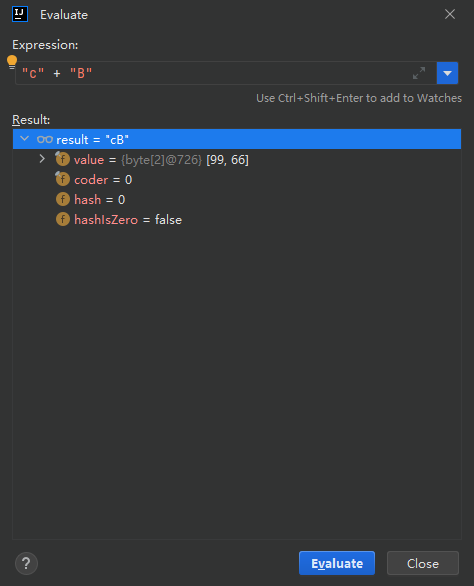 IJ Evaluate
Expression:
"c" + "B"
Use Ctrl+Shift+Enter to add to Watches
Result:
result = "cB"
f value = {byte[2]@726} [99, 66]
f coder = 0
f hash = 0
f hashIsZero = false
? Evaluate Close